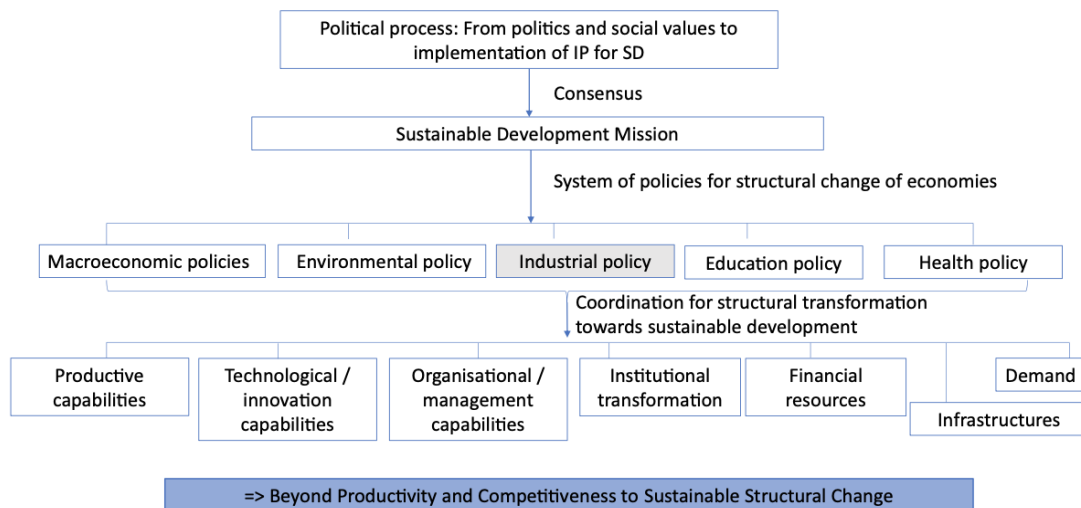 Political process: From politics and social values to
implementation of IP for SD
Consensus
Sustainable Development Mission
System of policies for structural change of economies
Macroeconomic policies
Environmental policy
Industrial policy
Education policy
Health policy
Coordination for structural transformation
towards sustainable development
Productive
capabilities
Technological /
innovation
capabilities
Organisational /
management
capabilities
Institutional
transformation
Financial
resources
Infrastructures
Demand
=> Beyond Productivity and Competitiveness to Sustainable Structural Change